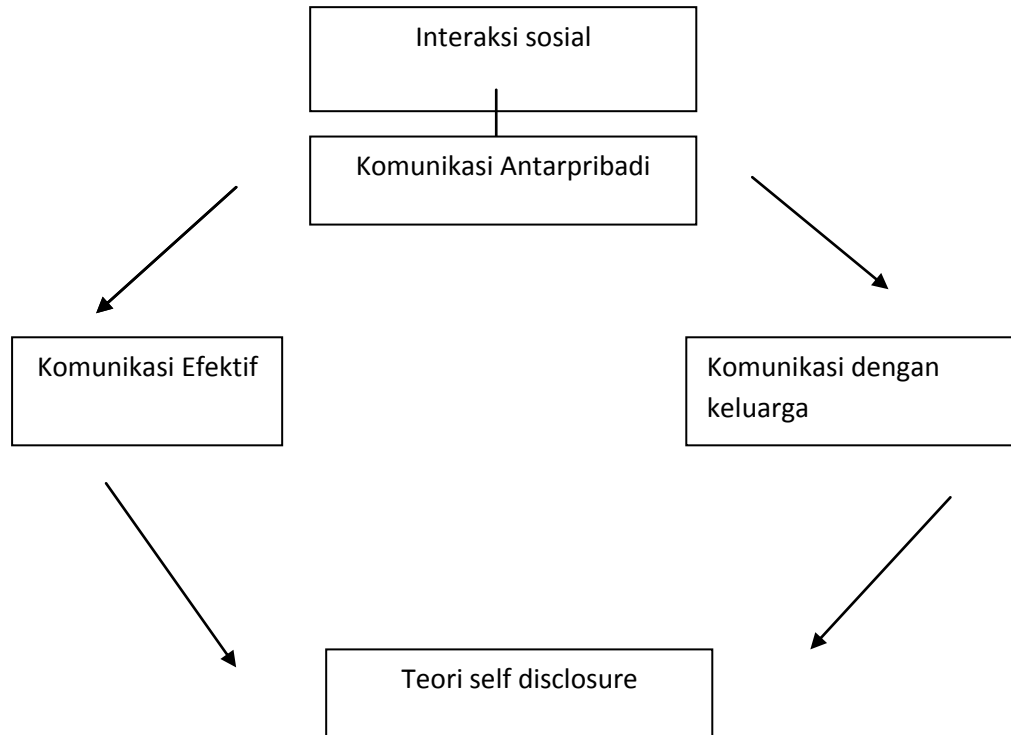 Interaksi sosial
Komunikasi Antarpribadi
Komunikasi Efektif
Komunikasi dengan
keluarga
Teori self disclosure